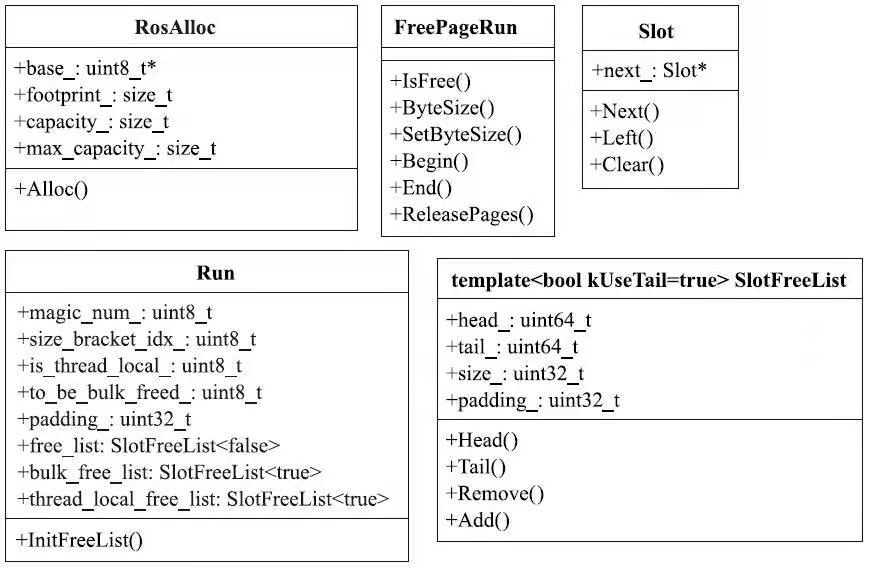 RosAlloc
+base_: uint8_t*
+footprint_: size_t
+capacity_: size_t
+max_capacity_: size_t
+Alloc()
FreePageRun
+IsFree()
+ByteSize()
+SetByteSize()
+Begin()
+End()
+ReleasePages()
Slot
+next_: Slot*
+Next()
+Left()
+Clear()
Run
+magic_num_: uint8_t
+size_bracket_idx_: uint8_t
+is_thread_local_: uint8_t
+to_be_bulk_freed_: uint8_t
+padding_: uint32_t
+free_list: SlotFreeList<false>
+bulk_free_list: SlotFreeList<true>
+thread_local_free_list: SlotFreeList<true>
+InitFreeList()
template<bool kUseTail=true> SlotFreeList
+head_: uint64_t
+tail_: uint64_t
+size_: uint32_t
+padding_: uint32_t
+Head()
+Tail()
+Remove()
+Add()